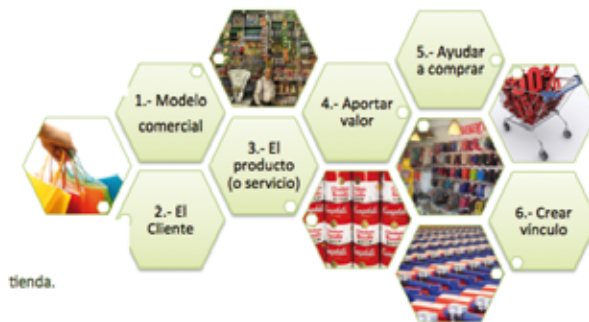 1.- Modelo
comercial
2.- El
Cliente
3.- El
producto
(o servicio)
4.- Aportar
valor
5.- Ayudar
a comprar
6.- Crear
vínculo
tienda.